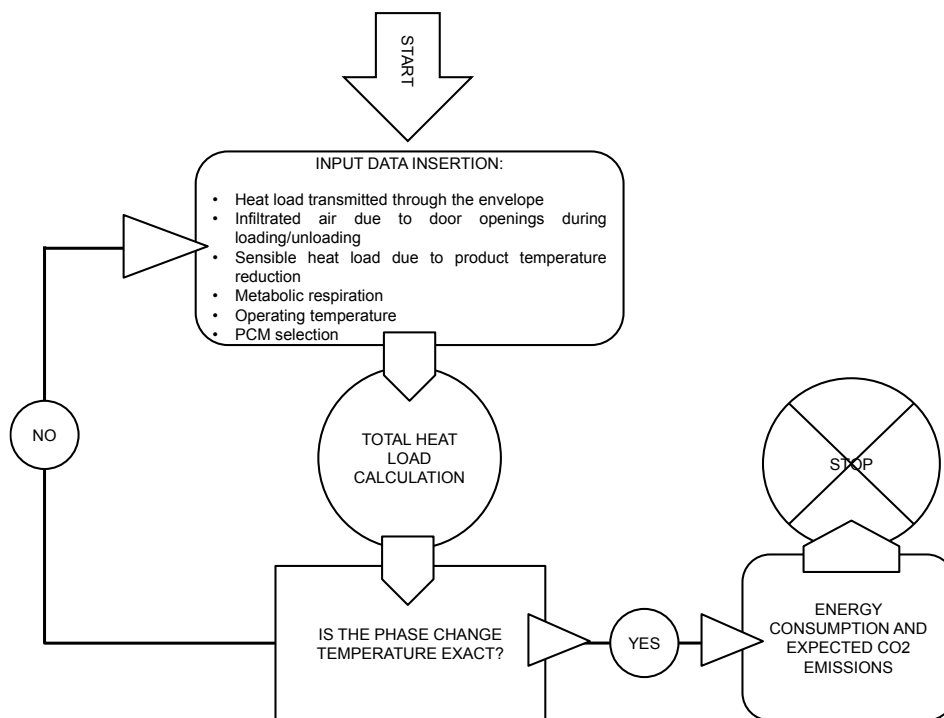 START
INPUT DATA INSERTION:
• Heat load transmitted through the envelope
• Infiltrated air due to door openings during
loading/unloading
• Sensible heat load due to product temperature
reduction
• Metabolic respiration
• Operating temperature
• PCM selection
NO
TOTAL HEAT
LOAD
CALCULATION
STOP
IS THE PHASE CHANGE
TEMPERATURE EXACT?
YES
ENERGY
CONSUMPTION AND
EXPECTED CO2
EMISSIONS